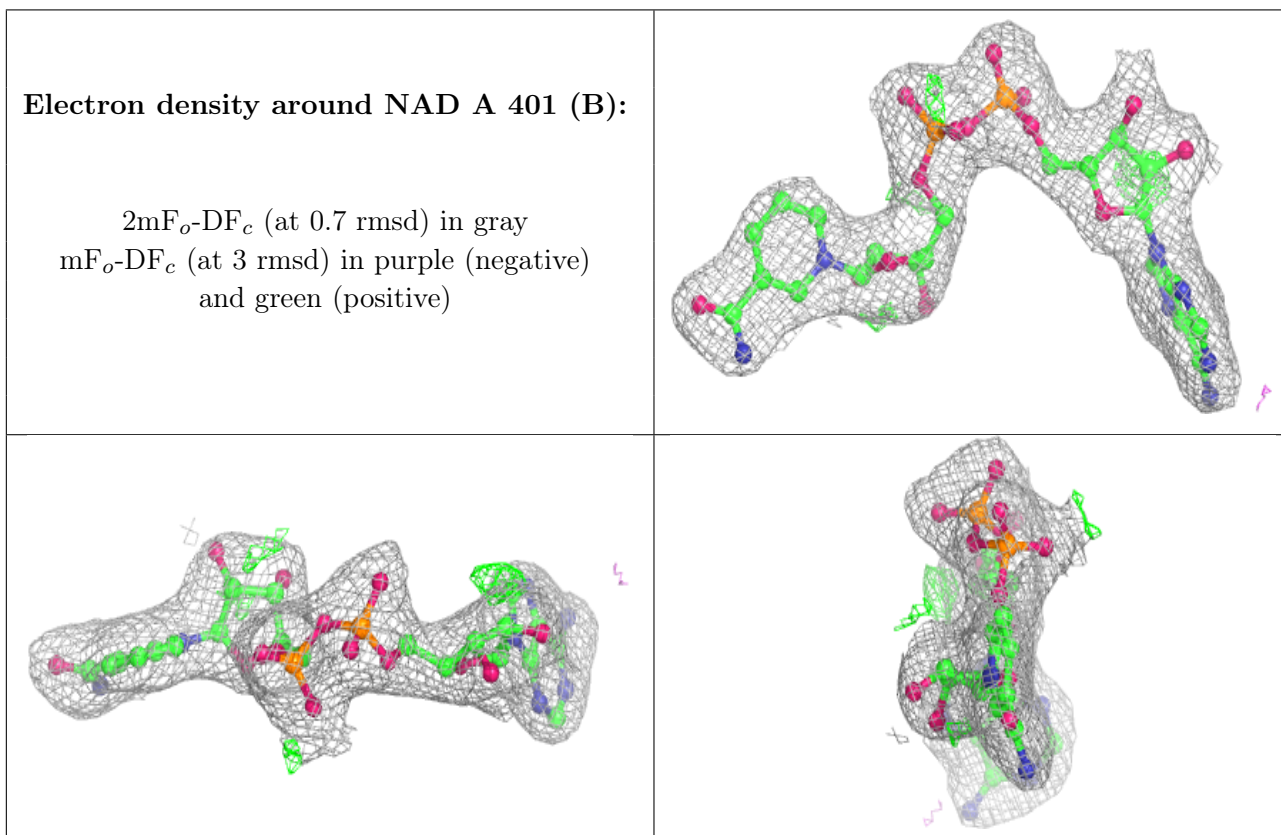 Electron density around NAD A 401 (B):
2mFₒ-DF𝒸 (at 0.7 rmsd) in gray
mFₒ-DF𝒸 (at 3 rmsd) in purple (negative)
and green (positive)